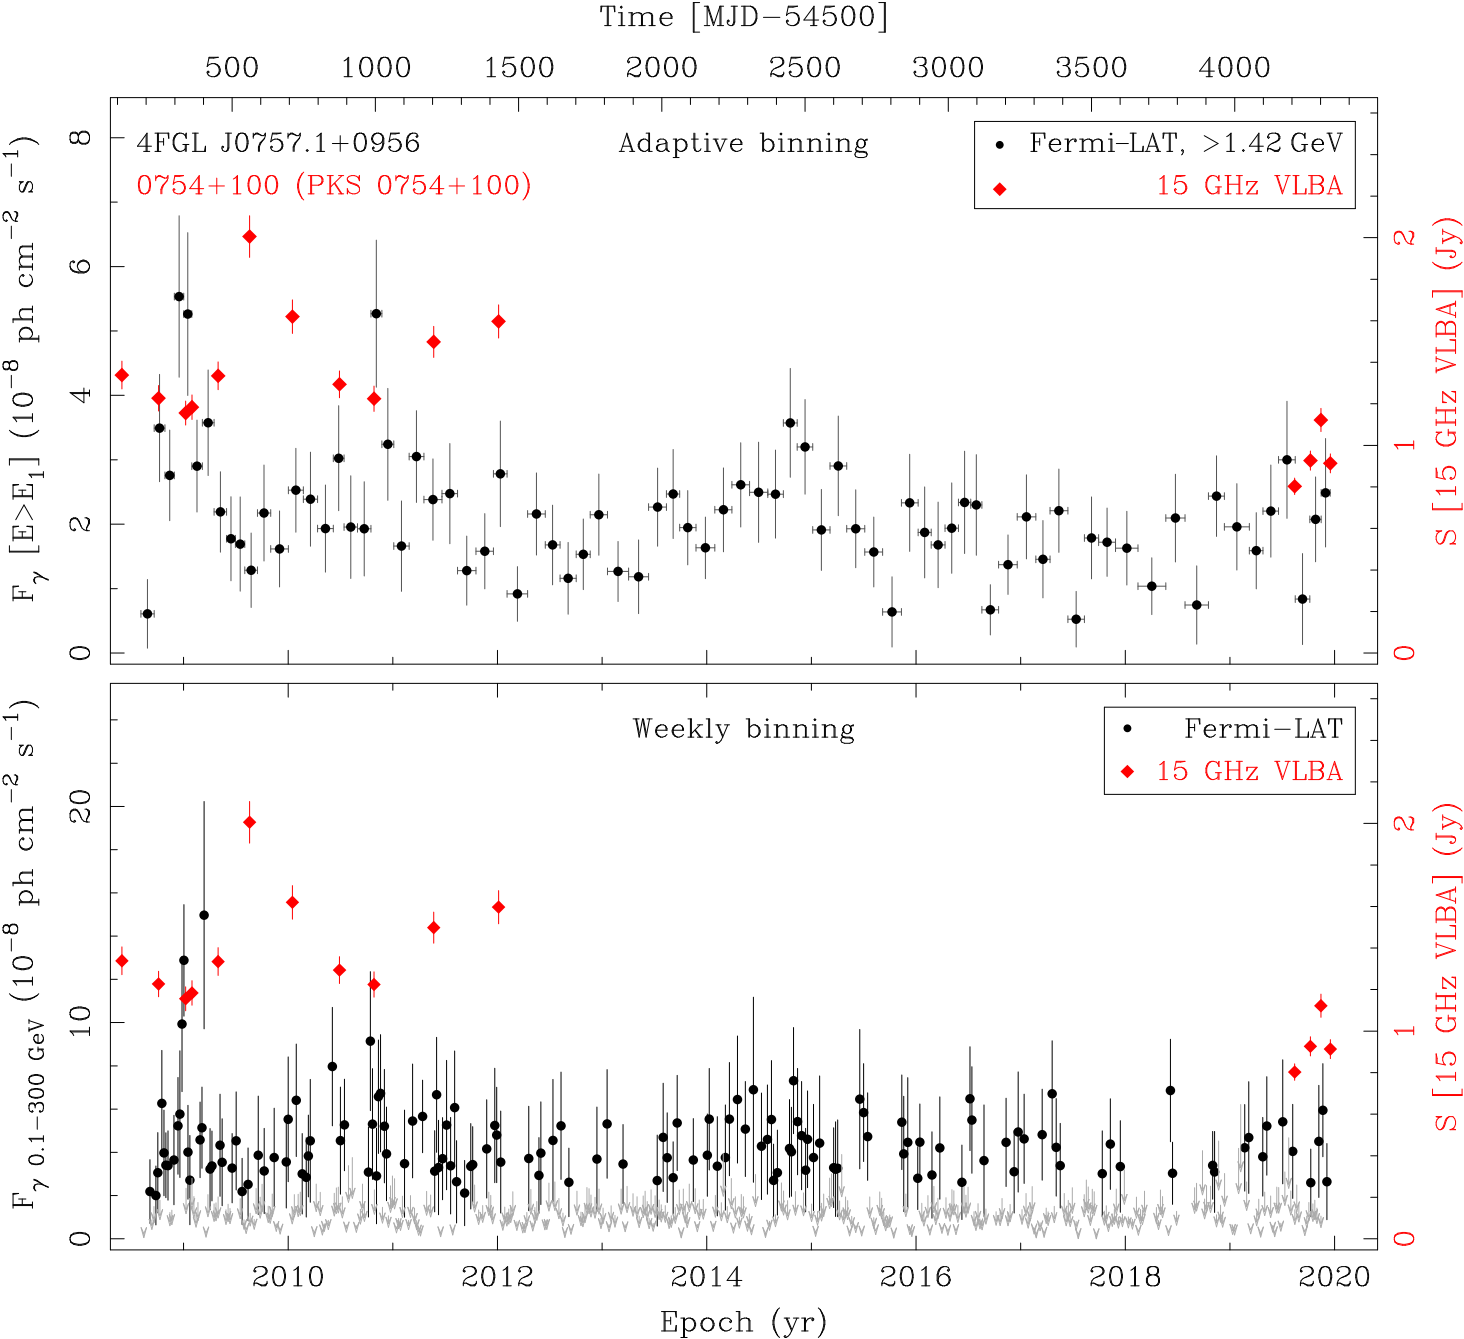 Time [MJD−54500]
500 1000 1500 2000 2500 3000 3500 4000
4FGL J0757.1+0956
0754+100 (PKS 0754+100)
Adaptive binning
Fermi−LAT, >1.42 GeV
15 GHz VLBA
F_γ [E>E_1] (10^−8 ph cm^−2 s^−1)
8
6
4
2
0
S [15 GHz VLBA] (Jy)
2
1
0
Weekly binning
Fermi−LAT
15 GHz VLBA
F_γ 0.1−300 GeV (10^−8 ph cm^−2 s^−1)
20
10
0
S [15 GHz VLBA] (Jy)
2
1
0
2010 2012 2014 2016 2018 2020
Epoch (yr)